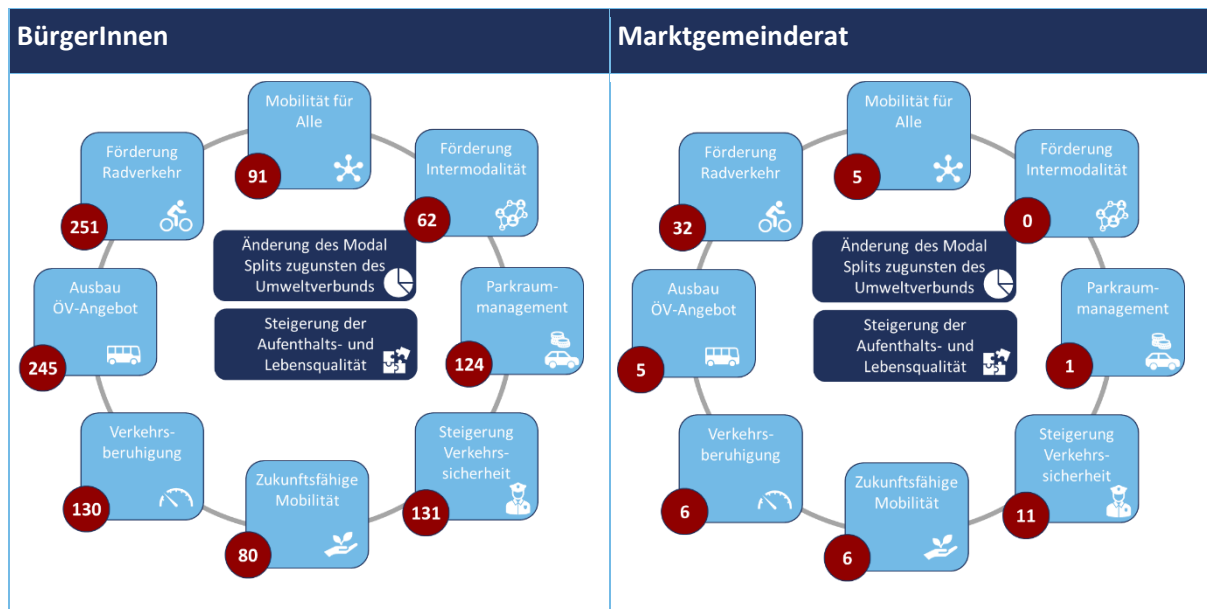 BürgerInnen
Mobilität für
Alle
91
Förderung
Intermodalität
62
Parkraum-
management
124
Steigerung
Verkehrs-
sicherheit
131
Zukunftsfähige
Mobilität
80
Verkehrs-
beruhigung
130
Ausbau
ÖV-Angebot
245
Förderung
Radverkehr
251
Änderung des Modal
Splits zugunsten des
Umweltverbunds
Steigerung der
Aufenthalts- und
Lebensqualität
Marktgemeinderat
Mobilität für
Alle
5
Förderung
Intermodalität
0
Parkraum-
management
1
Steigerung
Verkehrs-
sicherheit
11
Zukunftsfähige
Mobilität
6
Verkehrs-
beruhigung
6
Ausbau
ÖV-Angebot
5
Förderung
Radverkehr
32
Änderung des Modal
Splits zugunsten des
Umweltverbunds
Steigerung der
Aufenthalts- und
Lebensqualität